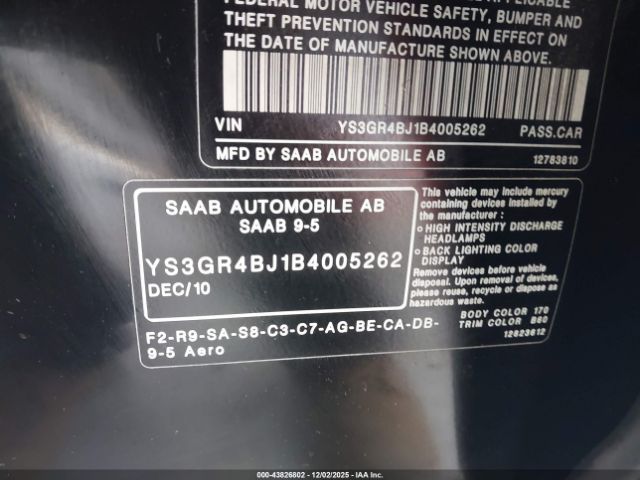 FEDERAL MOTOR VEHICLE SAFETY, BUMPER AND
THEFT PREVENTION STANDARDS IN EFFECT ON
THE DATE OF MANUFACTURE SHOWN ABOVE.
VIN YS3GR4BJ1B4005262 PASS.CAR
MFD BY SAAB AUTOMOBILE AB 12783810
SAAB AUTOMOBILE AB
SAAB 9-5
YS3GR4BJ1B4005262
DEC/10
F2-R9-SA-S8-C3-C7-AG-BE-CA-DB-
9-5 Aero
This vehicle may include mercury
containing devices installed by
the manufacturer:
o HIGH INTENSITY DISCHARGE
HEADLAMPS
o BACK LIGHTING COLOR
DISPLAY
Remove devices before vehicle
disposal. Upon removal of devices
please reuse, recycle or dispose as
hazardous waste.
BODY COLOR 170
TRIM COLOR B60
12823612
000-43826802 - 12/02/2025 - IAAI.COM